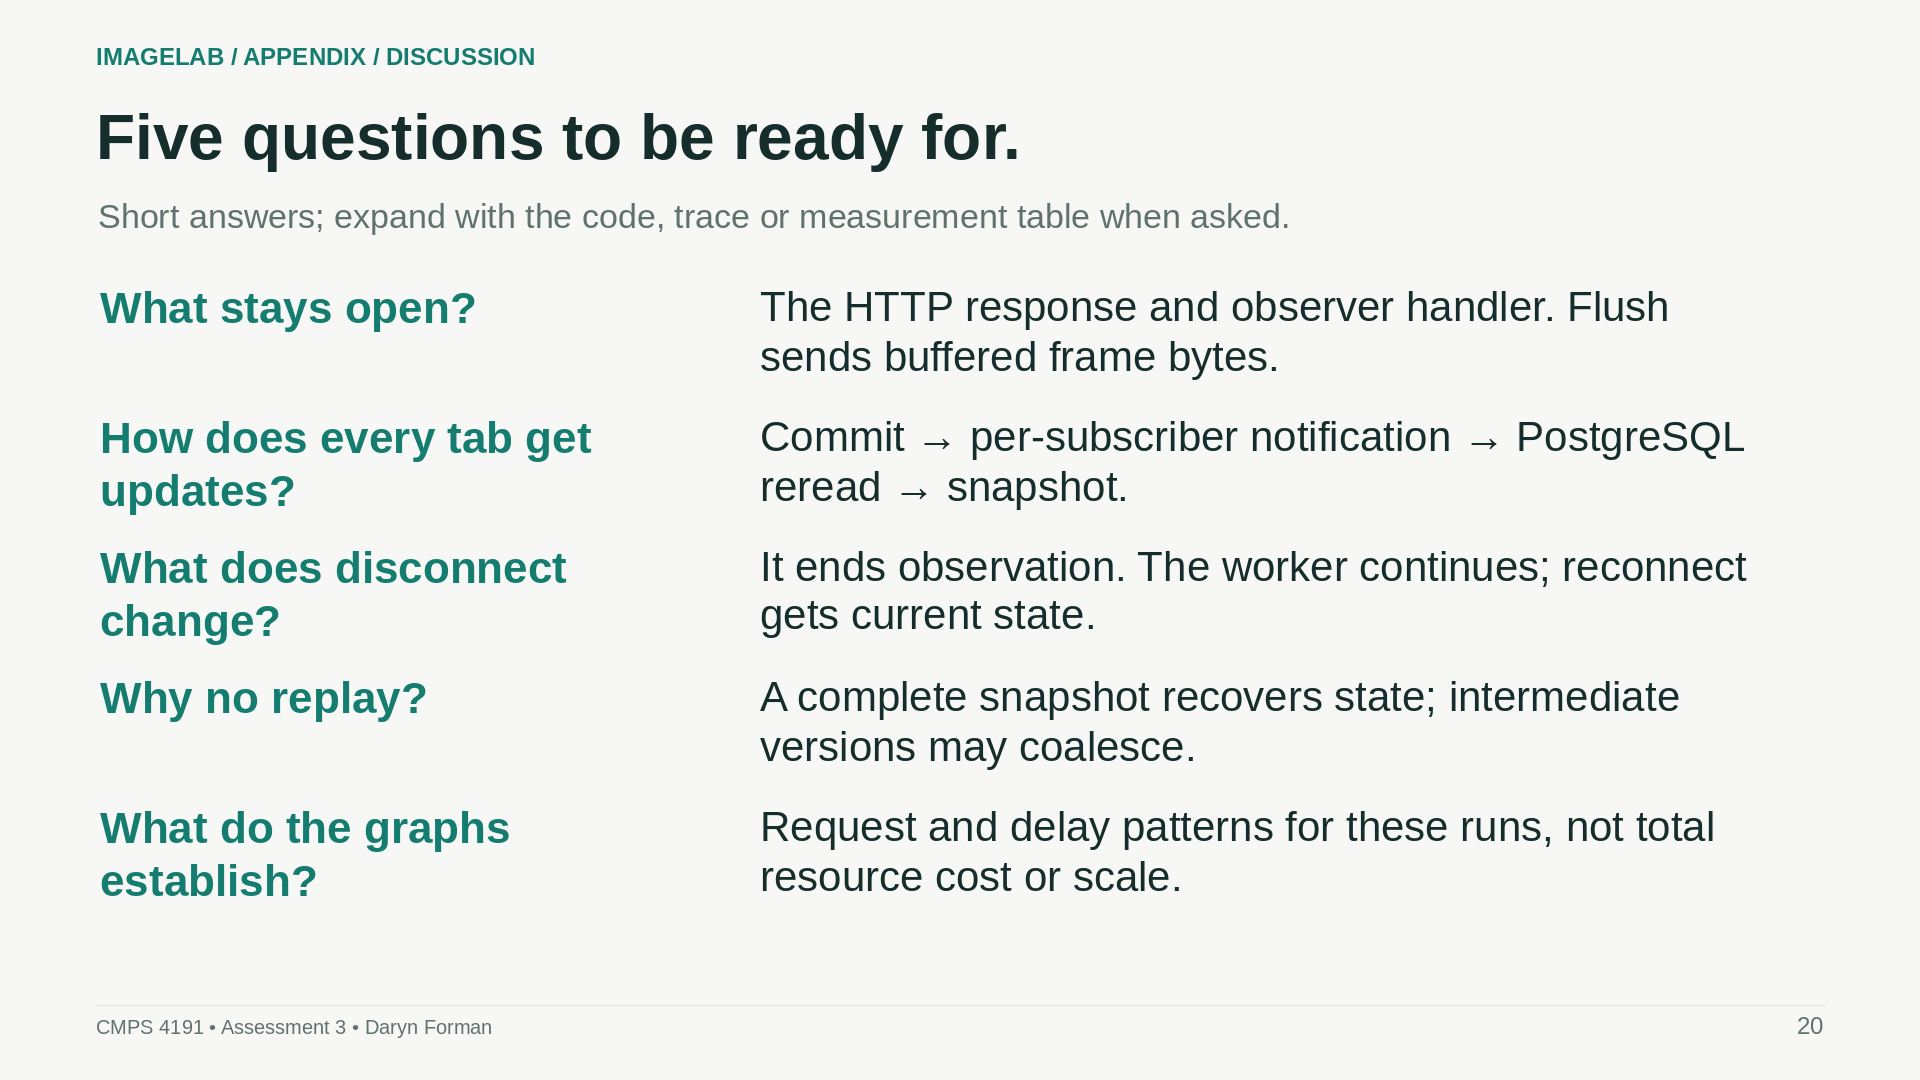 IMAGELAB / APPENDIX / DISCUSSION
Five questions to be ready for.
Short answers; expand with the code, trace or measurement table when asked.
What stays open?
The HTTP response and observer handler. Flush
sends buffered frame bytes.
How does every tab get
updates?
Commit → per-subscriber notification → PostgreSQL
reread → snapshot.
What does disconnect
change?
It ends observation. The worker continues; reconnect
gets current state.
Why no replay?
A complete snapshot recovers state; intermediate
versions may coalesce.
What do the graphs
establish?
Request and delay patterns for these runs, not total
resource cost or scale.
CMPS 4191 • Assessment 3 • Daryn Forman
20